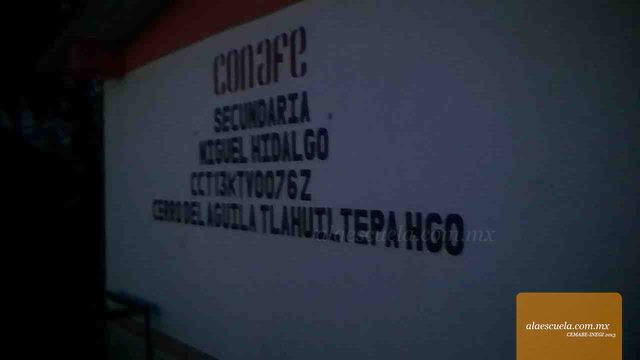 CONAFE
SECUNDARIA
MIGUEL HIDALGO
CCT13KTV0076Z
CERRO DEL AGUILA TLAHUILTEPA HGO
alaescuela.com.mx
alaescuela.com.mx
CEMABE-INEGI 2013